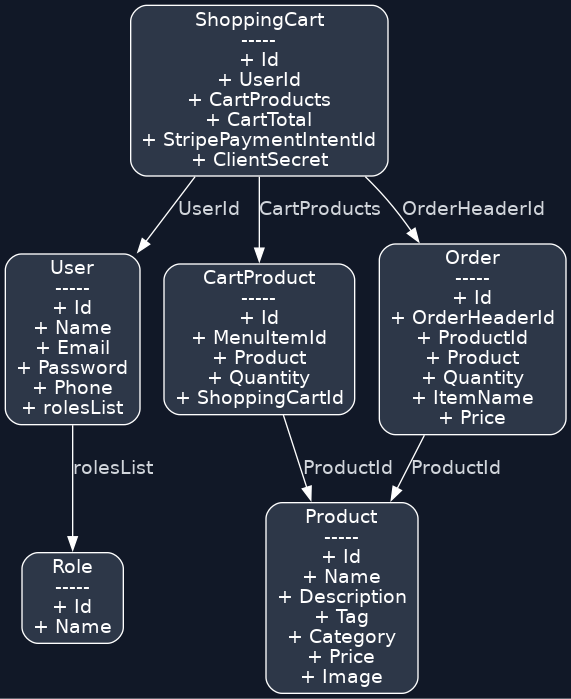 ShoppingCart
-----
+ Id
+ UserId
+ CartProducts
+ CartTotal
+ StripePaymentIntentId
+ ClientSecret
UserId
CartProducts
OrderHeaderId
User
-----
+ Id
+ Name
+ Email
+ Password
+ Phone
+ rolesList
CartProduct
-----
+ Id
+ MenuItemId
+ Product
+ Quantity
+ ShoppingCartId
Order
-----
+ Id
+ OrderHeaderId
+ ProductId
+ Product
+ Quantity
+ ItemName
+ Price
rolesList
ProductId
ProductId
Role
-----
+ Id
+ Name
Product
-----
+ Id
+ Name
+ Description
+ Tag
+ Category
+ Price
+ Image